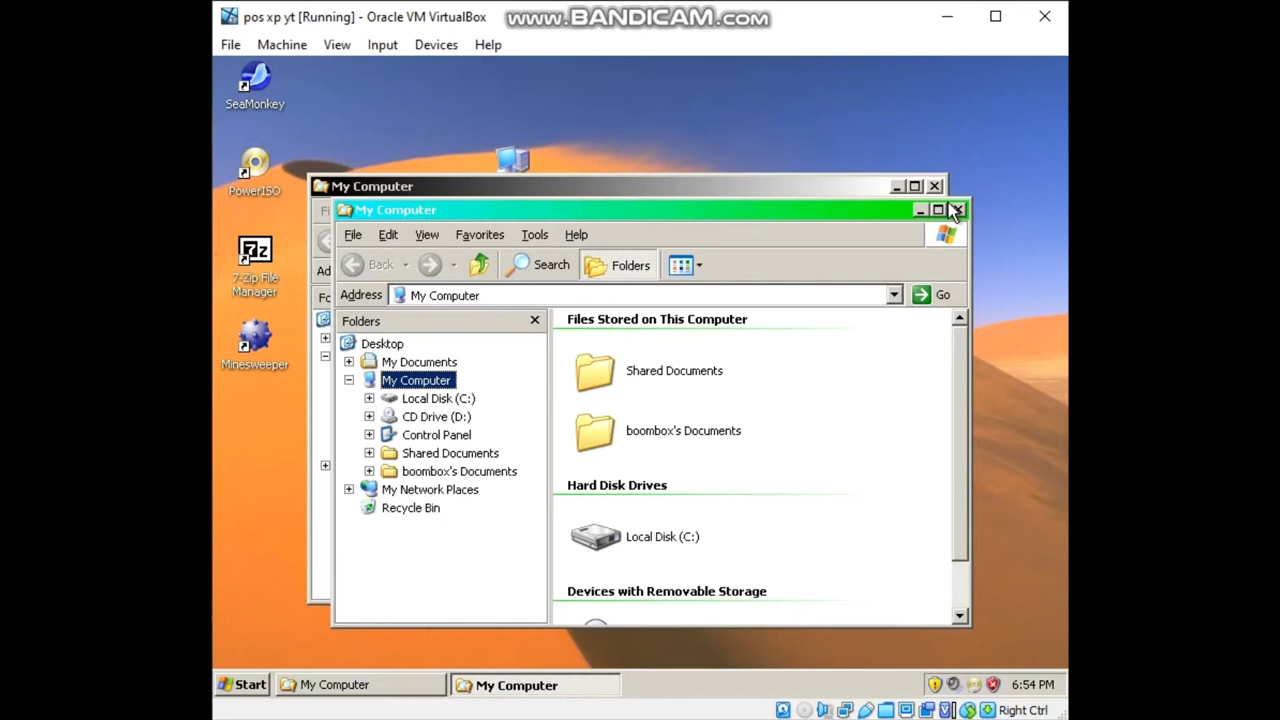 pos xp yt [Running] - Oracle VM VirtualBox
www.BANDICAM.com
File Machine View Input Devices Help
SeaMonkey
PowerISO
7-Zip File
Manager
Minesweeper
My Computer
My Computer
File Edit View Favorites Tools Help
Back Search Folders
Address My Computer Go
Folders
Desktop
My Documents
My Computer
Local Disk (C:)
CD Drive (D:)
Control Panel
Shared Documents
boombox's Documents
My Network Places
Recycle Bin
Files Stored on This Computer
Shared Documents
boombox's Documents
Hard Disk Drives
Local Disk (C:)
Devices with Removable Storage
Start My Computer My Computer 6:54 PM
Right Ctrl